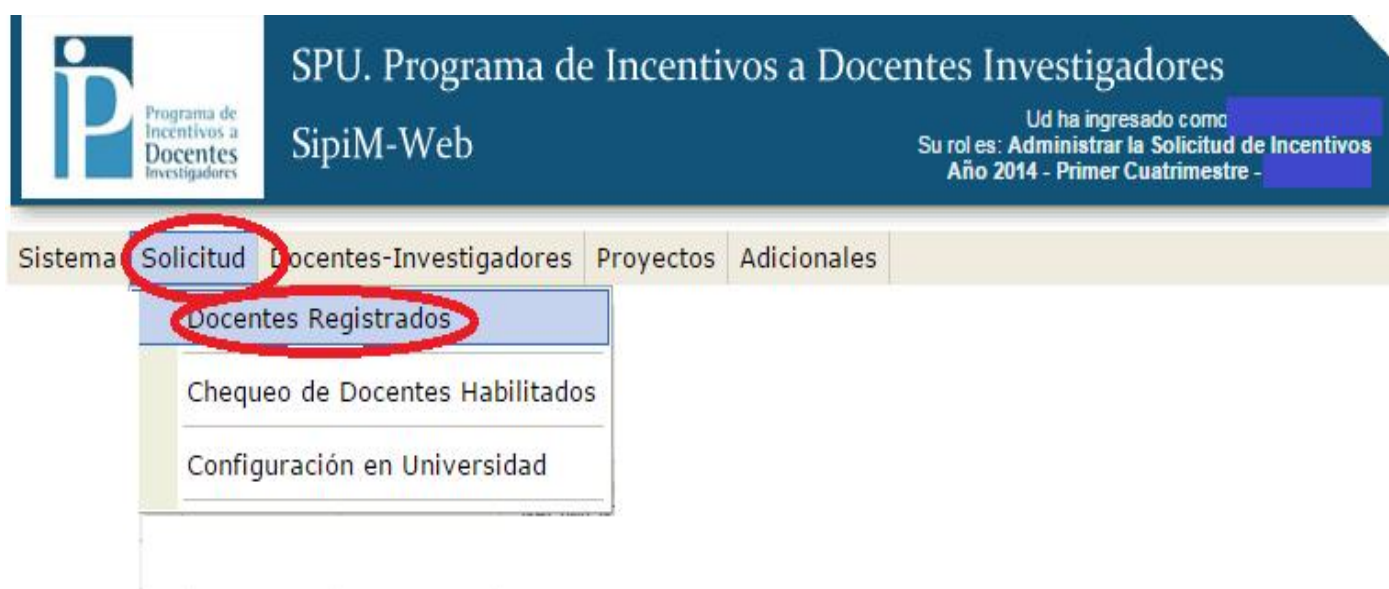 Programa de
Incentivos a
Docentes
Investigadores
SPU. Programa de Incentivos a Docentes Investigadores
SipiM-Web
Ud ha ingresado como
Su rol es: Administrar la Solicitud de Incentivos
Año 2014 - Primer Cuatrimestre -
Sistema Solicitud Docentes-Investigadores Proyectos Adicionales
Docentes Registrados
Chequeo de Docentes Habilitados
Configuración en Universidad